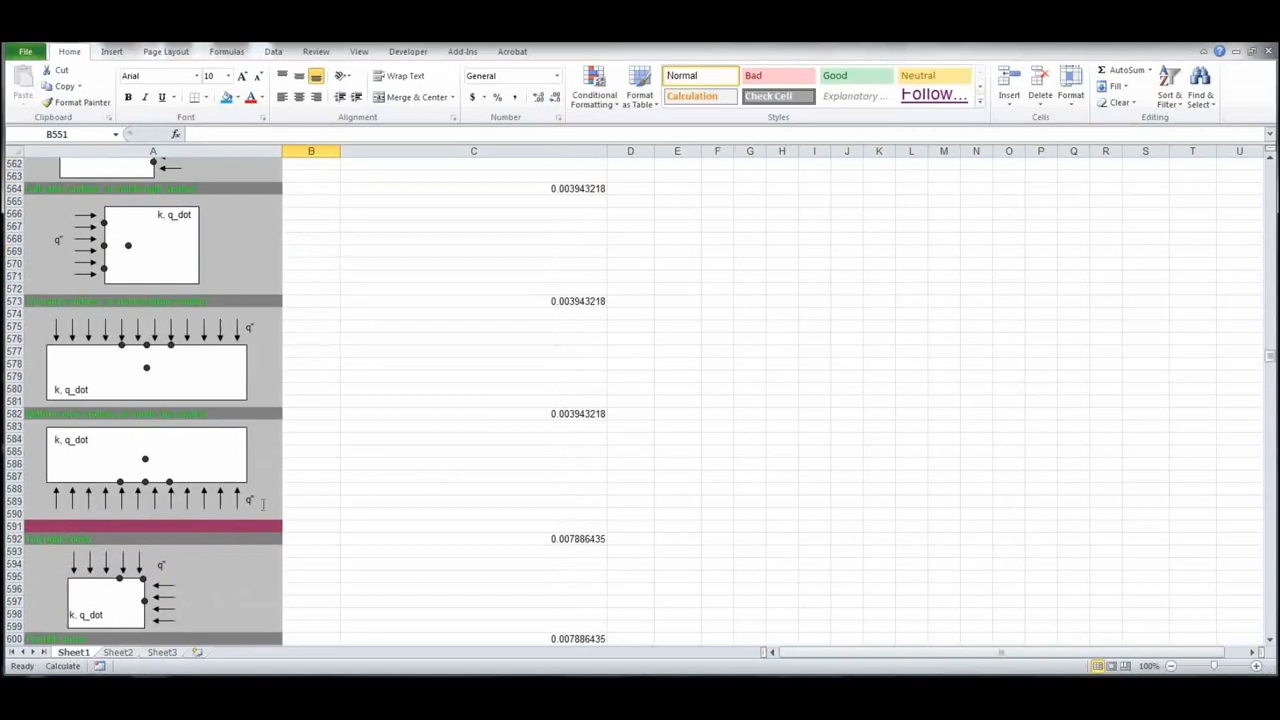 File Home Insert Page Layout Formulas Data Review View Developer Add-Ins Acrobat
Paste
Cut
Copy
Format Painter
Clipboard
Arial 10
B I U
Font
Wrap Text
Merge & Center
Alignment
General
$ % ,
Number
Conditional Formatting
Format as Table
Normal Bad Good Neutral
Calculation Check Cell Explanatory ... Follow...
Styles
Insert Delete Format
Cells
AutoSum
Fill
Clear
Sort & Filter
Find & Select
Editing
B551 fx
A B C D E F G H I J K L M N O P Q R S T U
562
563
564 0.003943218
565
566 k, q_dot
567
568 q"
569
570
571
572
573 0.003943218
574
575 q"
576
577
578
579
580 k, q_dot
581
582 0.003943218
583
584 k, q_dot
585
586
587
588
589 q"
590
591
592 0.007886435
593
594 q"
595
596
597
598 k, q_dot
599
600 0.007886435
Sheet1 Sheet2 Sheet3
Ready Calculate 100%